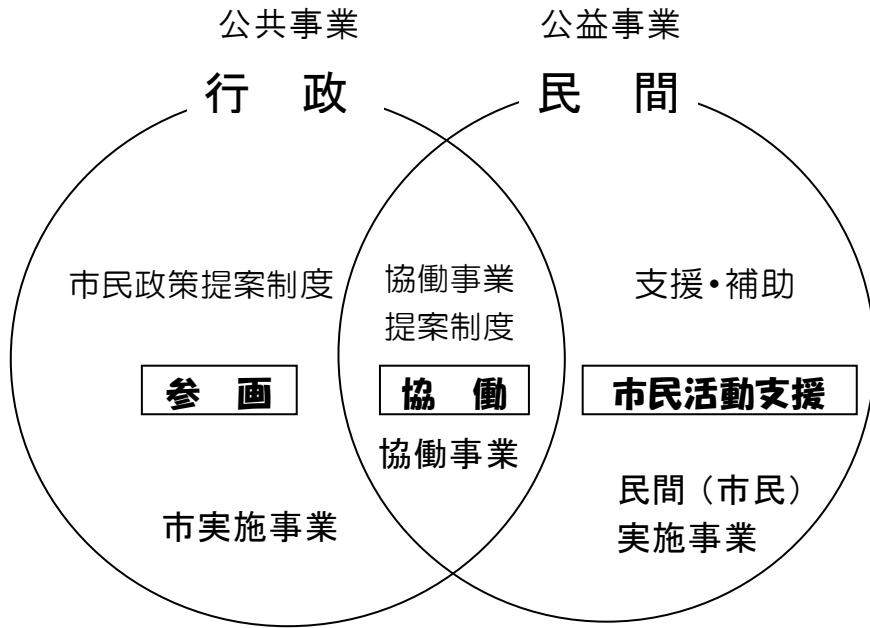 公共事業
公益事業
行　政
民　間
市民政策提案制度
協働事業
提案制度
支援・補助
参　画
協　働
市民活動支援
協働事業
市実施事業
民間（市民）
実施事業